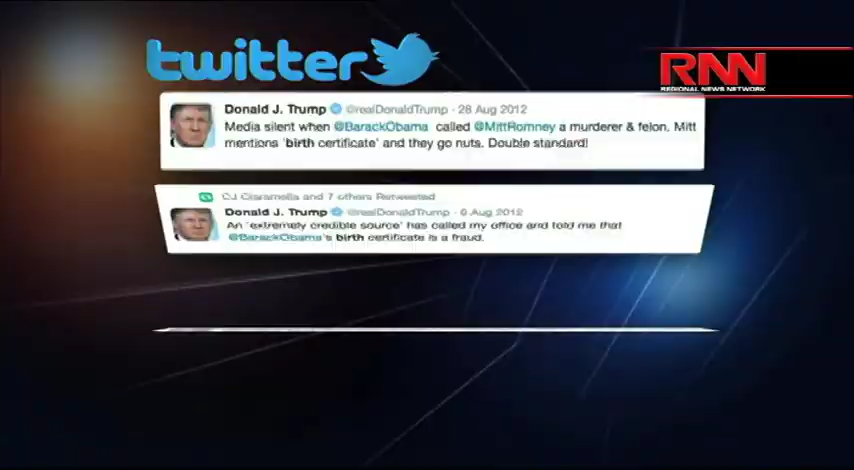 twitter
RNN
REGIONAL NEWS NETWORK
Donald J. Trump @realDonaldTrump · 28 Aug 2012
Media silent when @BarackObama called @MittRomney a murderer & felon. Mitt
mentions 'birth certificate' and they go nuts. Double standard!
CJ Ciaramella and 7 others Retweeted
Donald J. Trump @realDonaldTrump · 6 Aug 2012
An 'extremely credible source' has called my office and told me that
@BarackObama's birth certificate is a fraud.